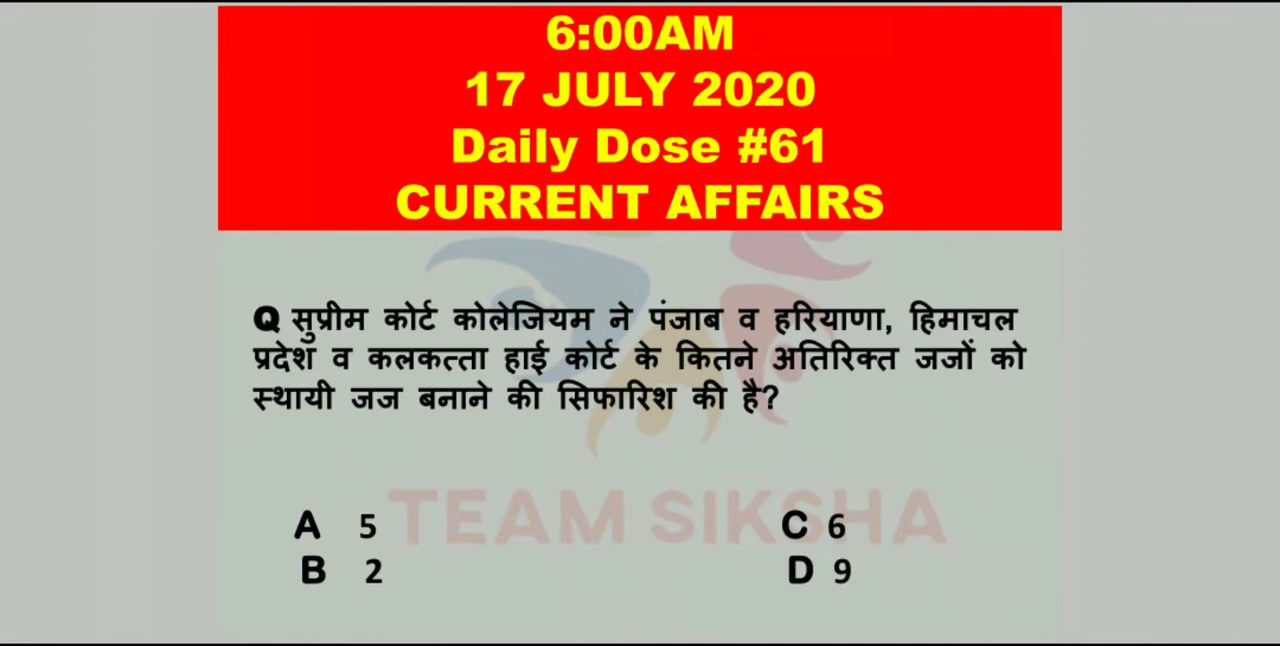 6:00AM
17 JULY 2020
Daily Dose #61
CURRENT AFFAIRS
Q सुप्रीम कोर्ट कोलेजियम ने पंजाब व हरियाणा, हिमाचल
प्रदेश व कलकत्ता हाई कोर्ट के कितने अतिरिक्त जजों को
स्थायी जज बनाने की सिफारिश की है?
TEAM SIKSHA
A 5
C 6
B 2
D 9